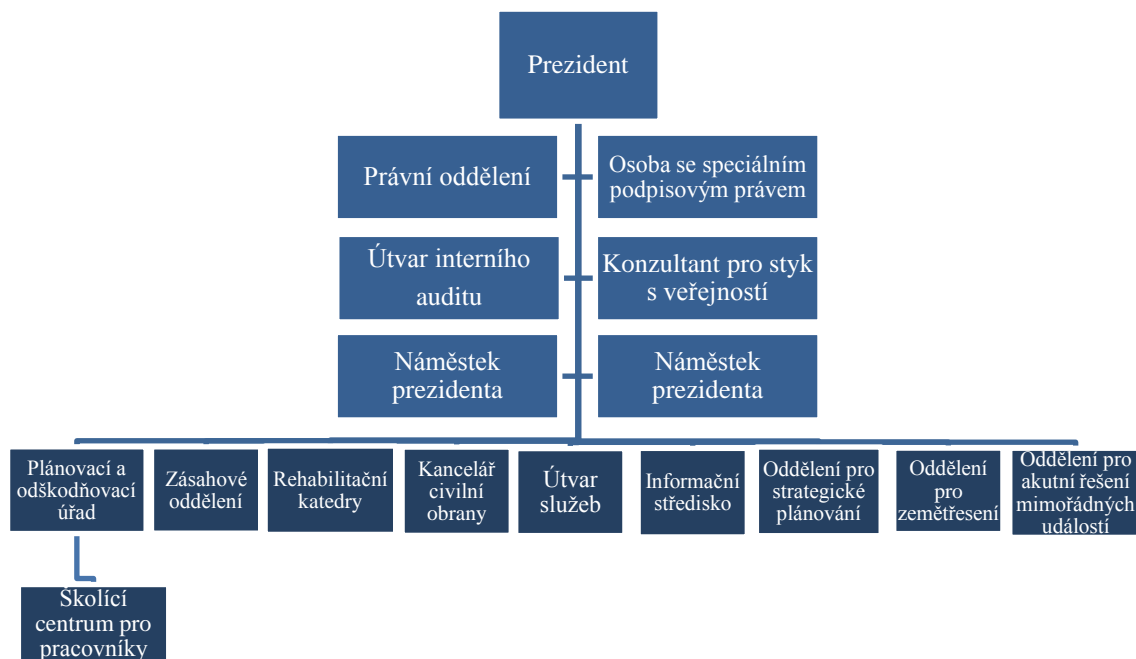 Prezident
Právní oddělení
Osoba se speciálním
podpisovým právem
Útvar interního
auditu
Konzultant pro styk
s veřejností
Náměstek
prezidenta
Náměstek
prezidenta
Plánovací a
odškodňovací
úřad
Zásahové
oddělení
Rehabilitační
katedry
Kancelář
civilní
obrany
Útvar
služeb
Informační
středisko
Oddělení pro
strategické
plánování
Oddělení
pro
zemětřesení
Oddělení pro
akutní řešení
mimořádných
událostí
Školící
centrum pro
pracovníky